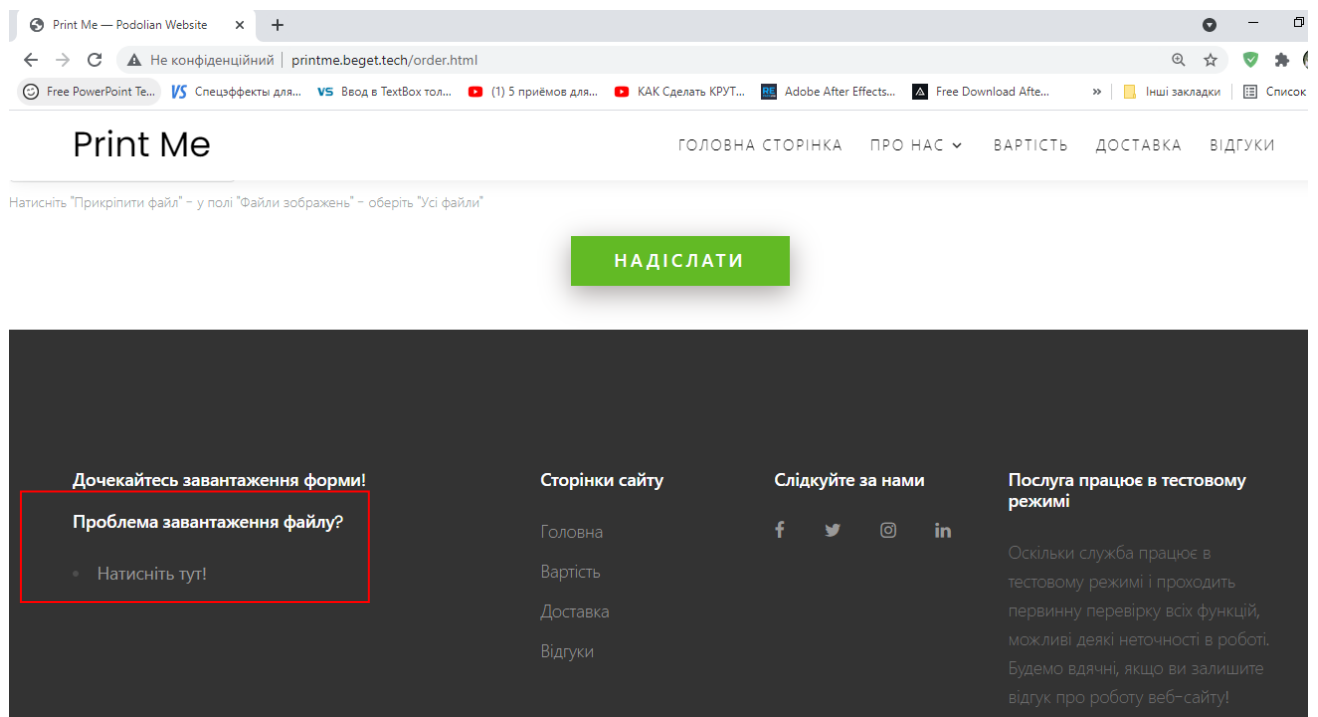 Print Me — Podolian Website
Не конфіденційний | printme.beget.tech/order.html
Free PowerPoint Te... Спецэффекты для... Ввод в TextBox тол... (1) 5 приёмов для... КАК Сделать КРУТ... Adobe After Effects... Free Download Afte... » Інші закладки Список
Print Me ГОЛОВНА СТОРІНКА ПРО НАС ВАРТІСТЬ ДОСТАВКА ВІДГУКИ
Натисніть "Прикріпити файл" - у полі "Файли зображень" - оберіть "Усі файли"
НАДІСЛАТИ
Дочекайтесь завантаження форми!
Проблема завантаження файлу?
Натисніть тут!
Сторінки сайту
Головна
Вартість
Доставка
Відгуки
Слідкуйте за нами
Послуга працює в тестовому
режимі
Оскільки служба працює в
тестовому режимі і проходить
первинну перевірку всіх функцій,
можливі деякі неточності в роботі.
Будемо вдячні, якщо ви залишите
відгук про роботу веб-сайту!